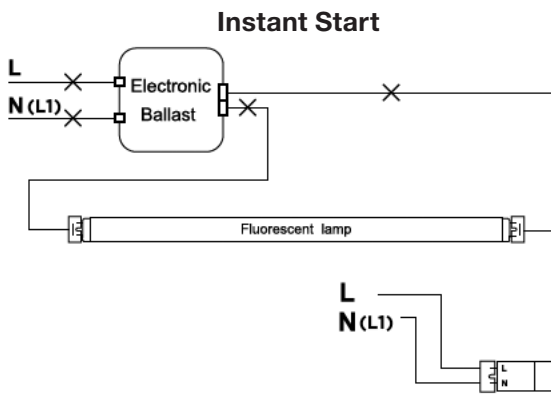 Instant Start
L
N (L1)
Electronic
Ballast
Fluorescent lamp
L
N (L1)
L
N